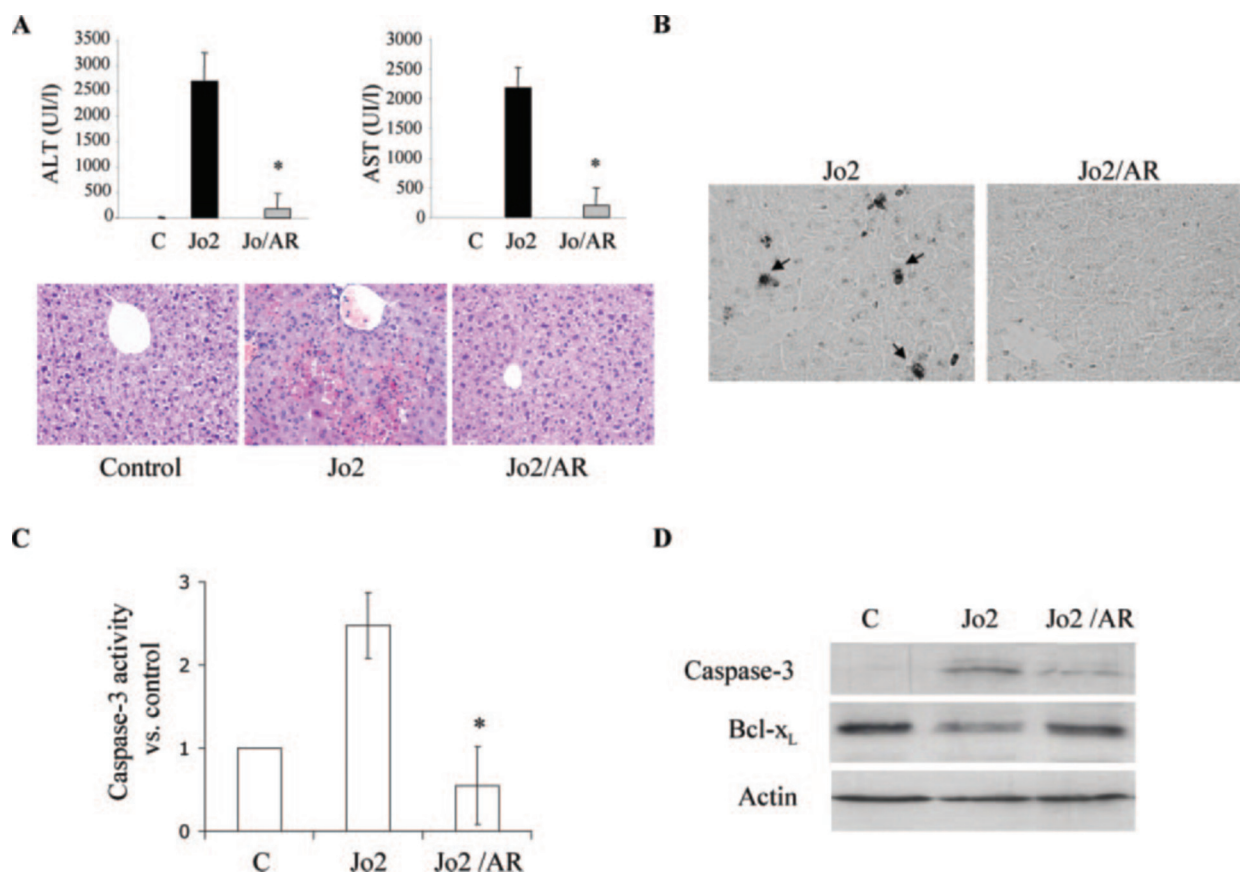 A
ALT (UI/l)
3500
3000
2500
2000
1500
1000
500
0
C Jo2 Jo/AR
*
AST (UI/l)
3000
2500
2000
1500
1000
500
0
C Jo2 Jo/AR
*
Control Jo2 Jo2/AR
B
Jo2 Jo2/AR
C
Caspase-3 activity
vs. control
3
2
1
0
*
C Jo2 Jo2 /AR
D
C Jo2 Jo2 /AR
Caspase-3
Bcl-xL
Actin